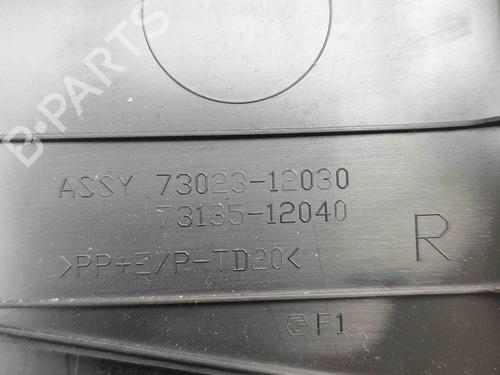 B-PARTS
ASSY 73023-12030
73135-12040
>PP+E/P-TD20<
R
F1